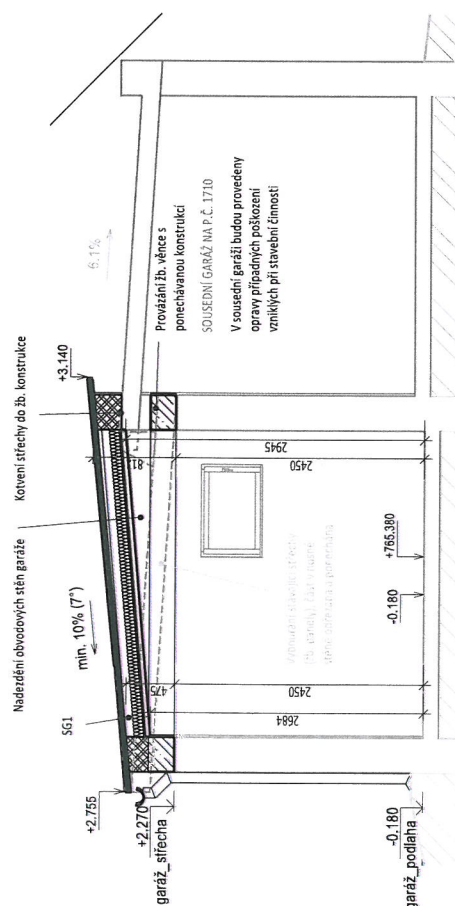 Nadezdění obvodových stěn garáže
Kotvení střechy do žb. konstrukce
SG1
min. 10% (7°)
6.1%
+3.140
+2.755
+2.270
garáž_střecha
475
2450
2684
2945
2450
Provázání žb. věnce s
ponechávanou konstrukcí
SOUSEDNÍ GARÁŽ NA P.Č. 1710
V sousední garáži budou provedeny
opravy případných poškození
vzniklých při stavební činnosti
+765.380
-0.180
-0.180
garáž_podlaha